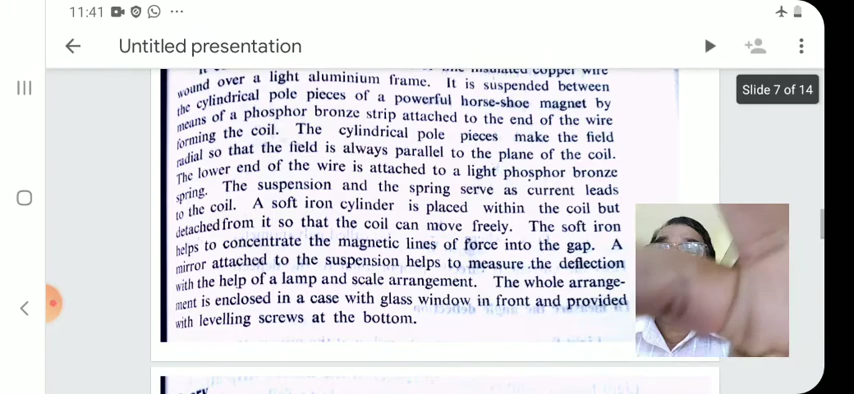 11:41
Untitled presentation
Slide 7 of 14
insulated copper wire
wound over a light aluminium frame. It is suspended between
the cylindrical pole pieces of a powerful horse-shoe magnet by
means of a phosphor bronze strip attached to the end of the wire
forming the coil. The cylindrical pole pieces make the field
radial so that the field is always parallel to the plane of the coil.
The lower end of the wire is attached to a light phosphor bronze
spring. The suspension and the spring serve as current leads
to the coil. A soft iron cylinder is placed within the coil but
detached from it so that the coil can move freely. The soft iron
helps to concentrate the magnetic lines of force into the gap. A
mirror attached to the suspension helps to measure the deflection
with the help of a lamp and scale arrangement. The whole arrange-
ment is enclosed in a case with glass window in front and provided
with levelling screws at the bottom.